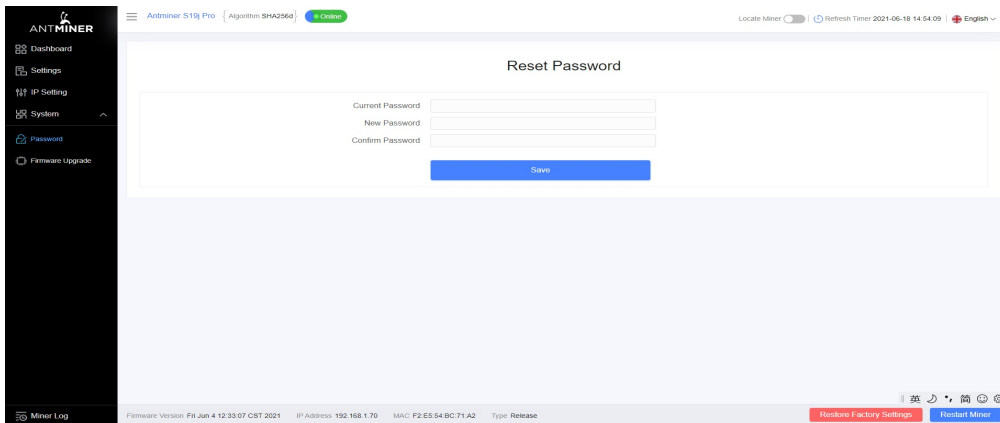 ANTMINER
Antminer S19j Pro { Algorithm SHA256d } Online
Locate Miner | Refresh Timer 2021-06-18 14:54:09 | English
Dashboard
Settings
IP Setting
System
Password
Firmware Upgrade
Reset Password
Current Password
New Password
Confirm Password
Save
英 简
Miner Log
Firmware Version Fri Jun 4 12:33:07 CST 2021 IP Address 192.168.1.70 MAC F2:E5:54:BC:71:A2 Type Release
Restore Factory Settings Restart Miner